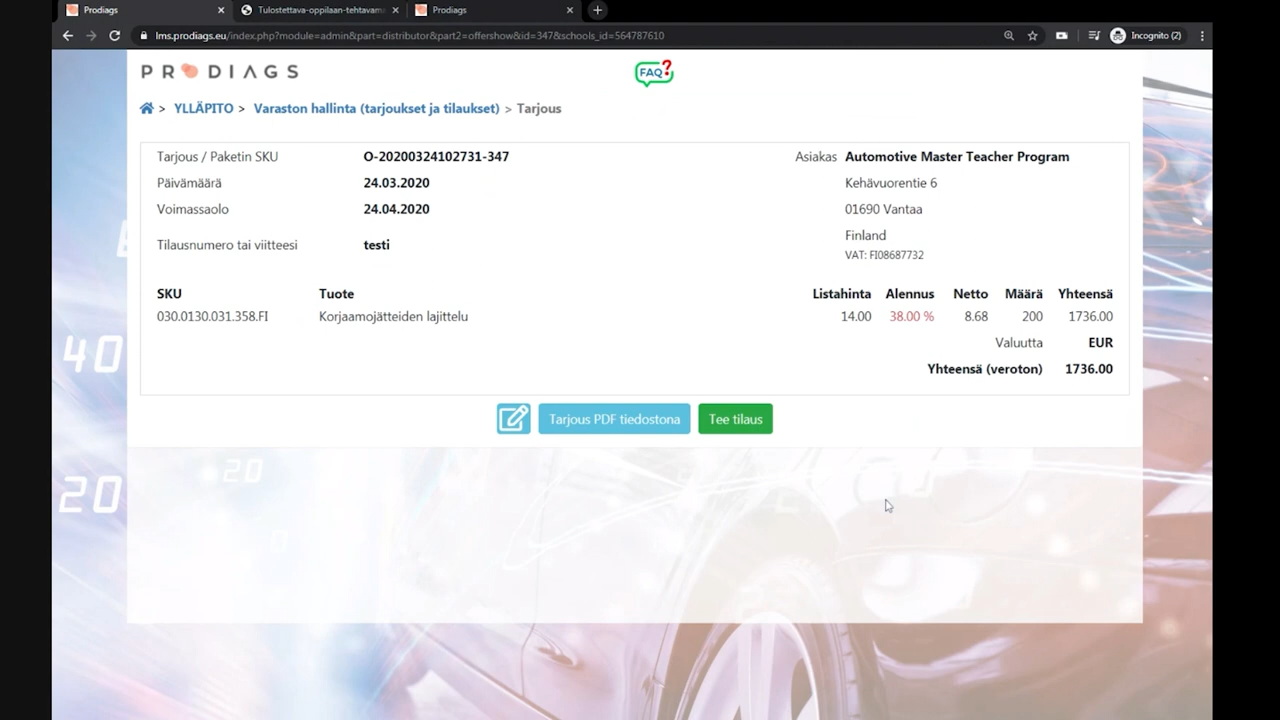 Prodiags
Tulostettava-oppilaan-tehtavam
Prodiags
lms.prodiags.eu/index.php?module=admin&part=distributor&part2=offershow&id=347&schools_id=564787610
Incognito (2)
PRODIAGS
FAQ?
> YLLÄPITO > Varaston hallinta (tarjoukset ja tilaukset) > Tarjous
Tarjous / Paketin SKU O-20200324102731-347 Asiakas Automotive Master Teacher Program
Päivämäärä 24.03.2020 Kehävuorentie 6
Voimassaolo 24.04.2020 01690 Vantaa
Finland
Tilausnumero tai viitteesi testi
VAT: FI08687732
SKU Tuote Listahinta Alennus Netto Määrä Yhteensä
030.0130.031.358.FI Korjaamojätteiden lajittelu 14.00 38.00 % 8.68 200 1736.00
Valuutta EUR
Yhteensä (veroton) 1736.00
Tarjous PDF tiedostona Tee tilaus
40
20
20